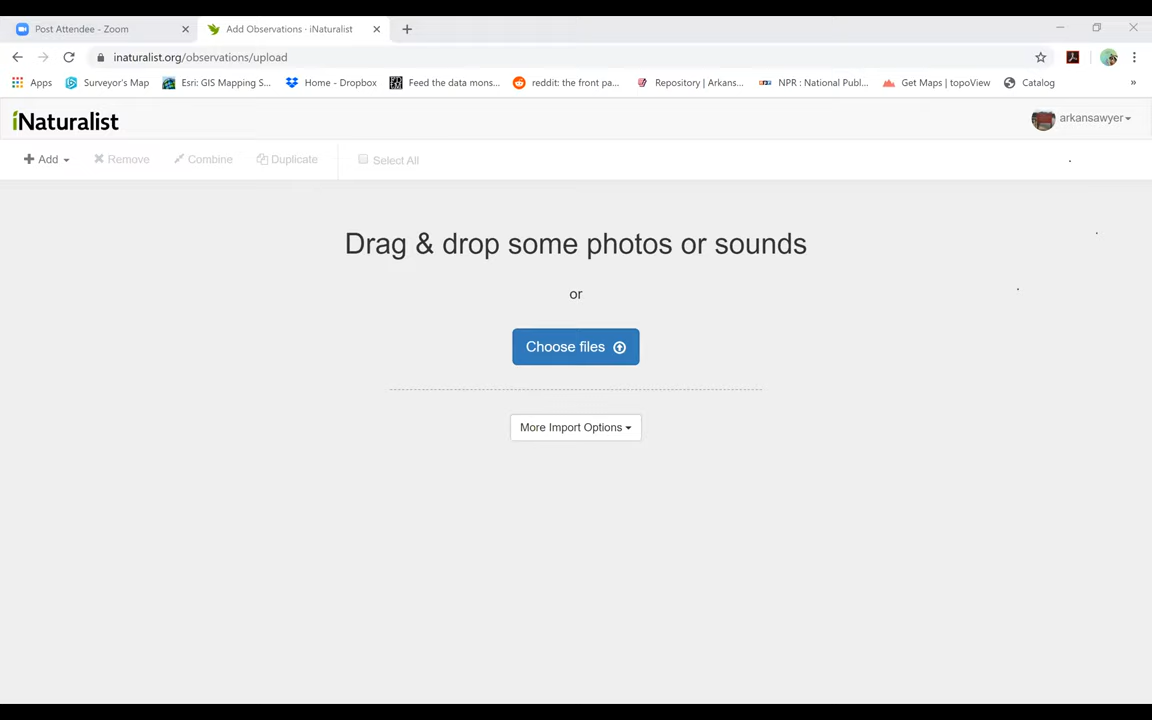 Post Attendee - Zoom
Add Observations · iNaturalist
inaturalist.org/observations/upload
Apps Surveyor's Map Esri: GIS Mapping S... Home - Dropbox Feed the data mons... reddit: the front pa... Repository | Arkans... NPR : National Publ... Get Maps | topoView Catalog »
iNaturalist
arkansawyer
Add Remove Combine Duplicate Select All
Drag & drop some photos or sounds
or
Choose files
More Import Options